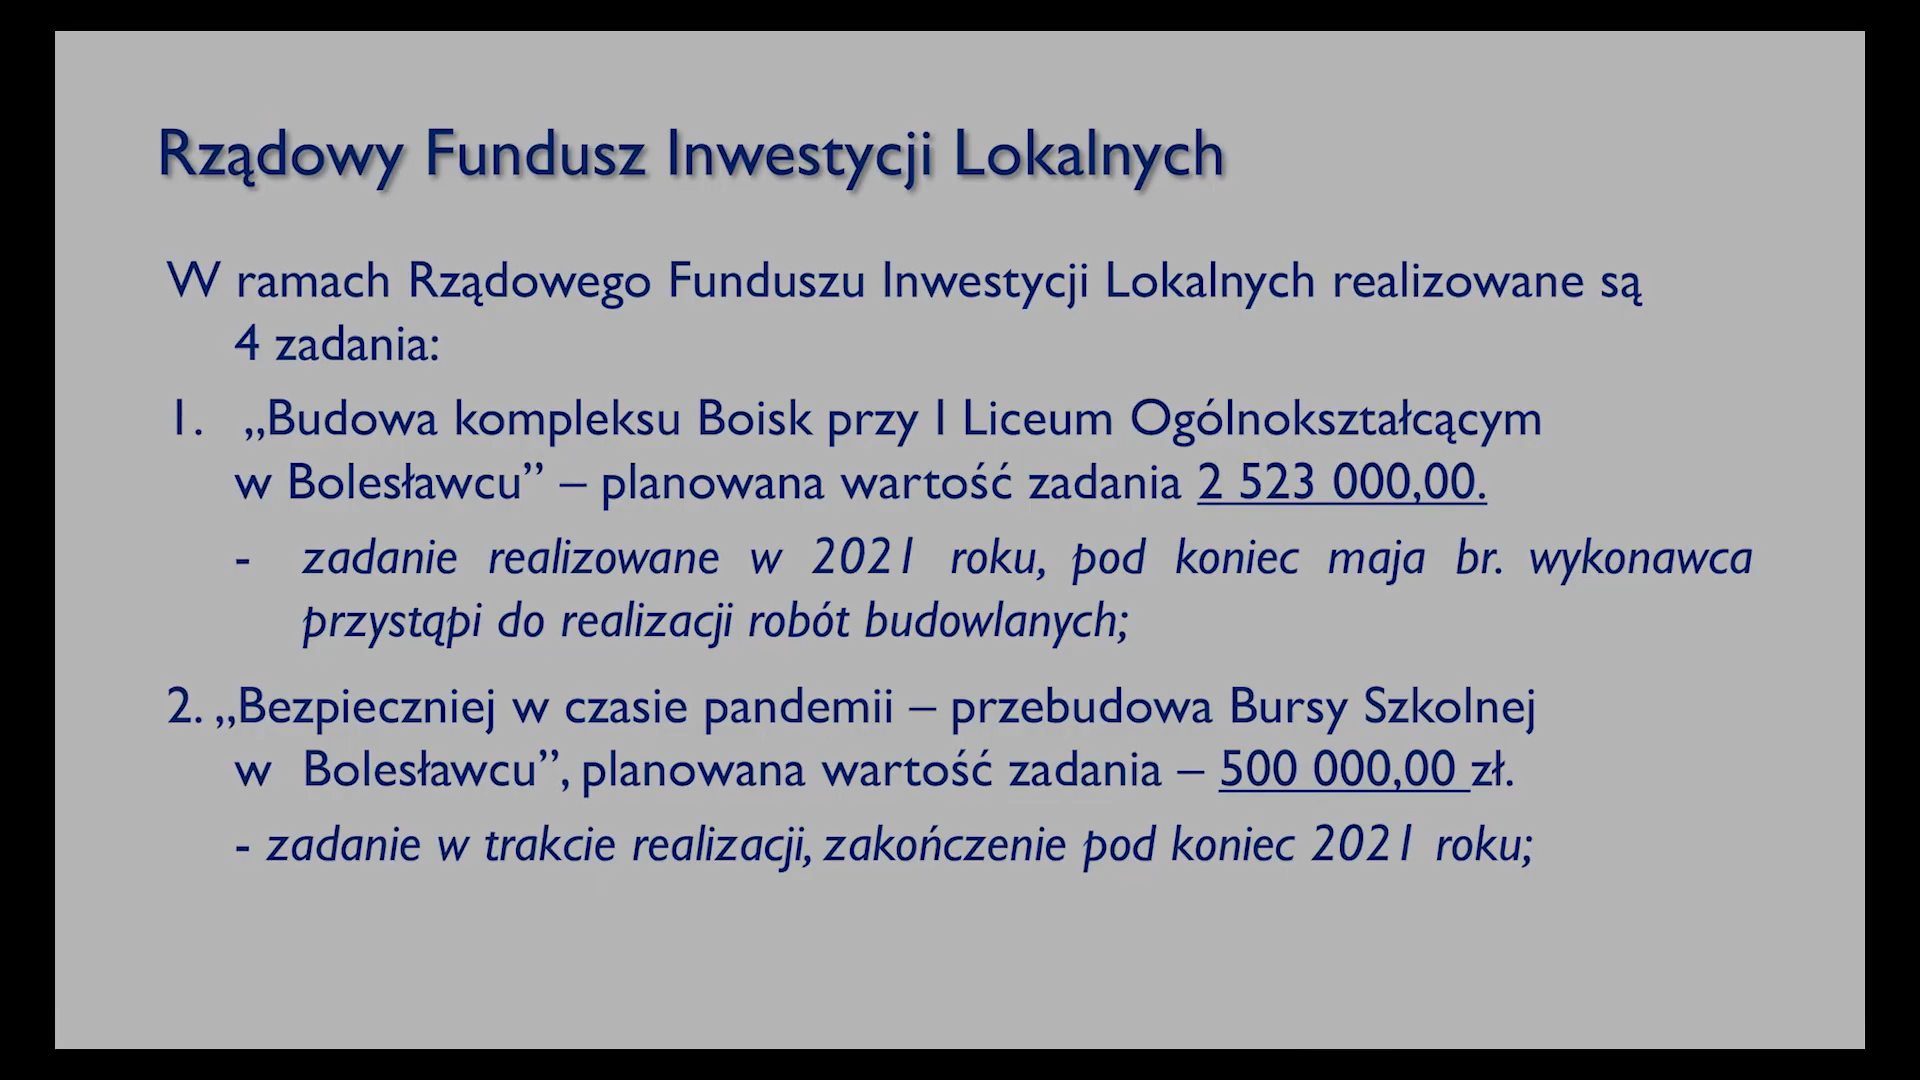 Rządowy Fundusz Inwestycji Lokalnych
W ramach Rządowego Funduszu Inwestycji Lokalnych realizowane są
4 zadania:
1. „Budowa kompleksu Boisk przy I Liceum Ogólnokształcącym
w Bolesławcu” – planowana wartość zadania 2 523 000,00.
- zadanie realizowane w 2021 roku, pod koniec maja br. wykonawca
przystąpi do realizacji robót budowlanych;
2. „Bezpieczniej w czasie pandemii – przebudowa Bursy Szkolnej
w Bolesławcu”, planowana wartość zadania – 500 000,00 zł.
- zadanie w trakcie realizacji, zakończenie pod koniec 2021 roku;